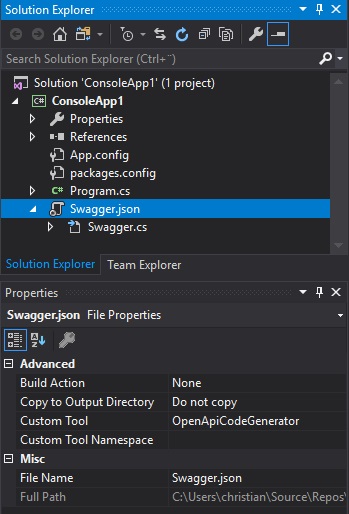 Solution Explorer
Search Solution Explorer (Ctrl+¨)
Solution 'ConsoleApp1' (1 project)
C# ConsoleApp1
Properties
References
App.config
packages.config
C# Program.cs
Swagger.json
Swagger.cs
Solution Explorer Team Explorer
Properties
Swagger.json File Properties
Advanced
Build Action None
Copy to Output Directory Do not copy
Custom Tool OpenApiCodeGenerator
Custom Tool Namespace
Misc
File Name Swagger.json
Full Path C:\Users\christian\Source\Repos\